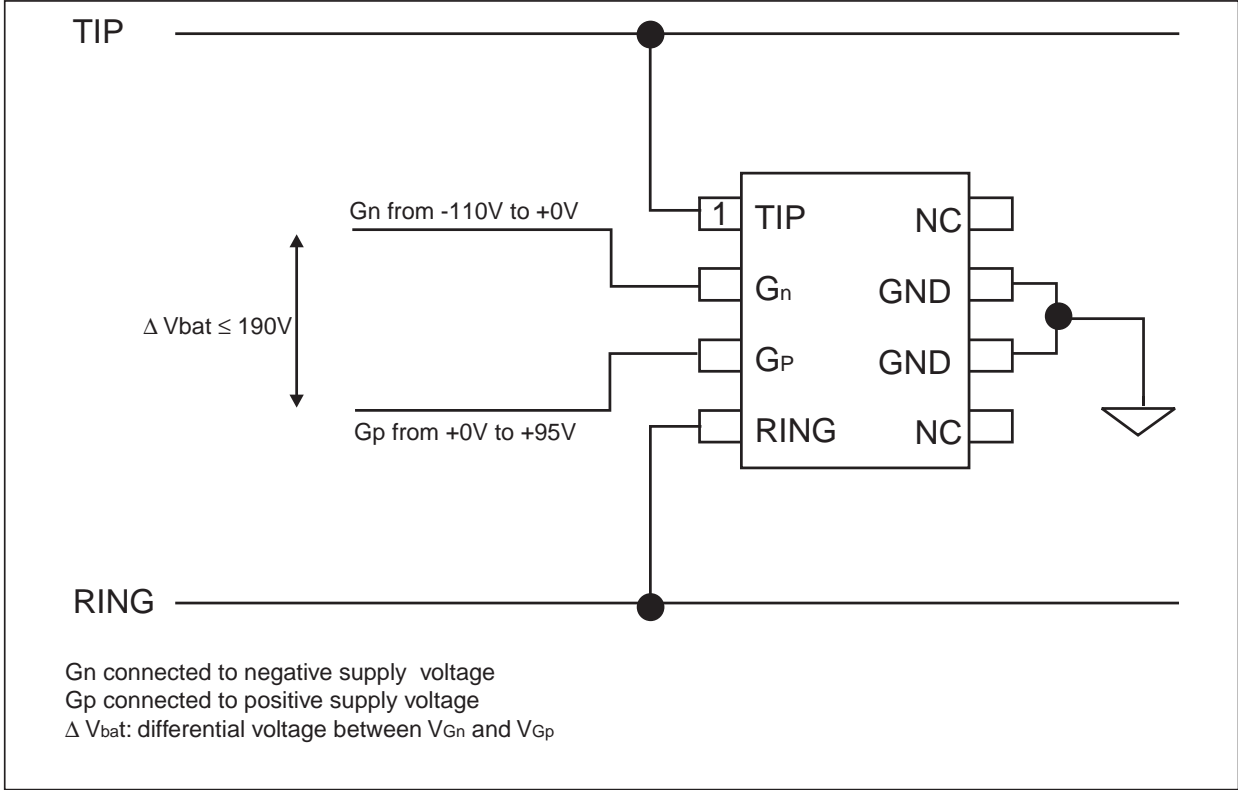 TIP
Gn from -110V to +0V
1 TIP NC
Gn GND
Δ Vbat ≤ 190V
GP GND
Gp from +0V to +95V
RING NC
RING
Gn connected to negative supply voltage
Gp connected to positive supply voltage
Δ Vbat: differential voltage between VGn and VGp